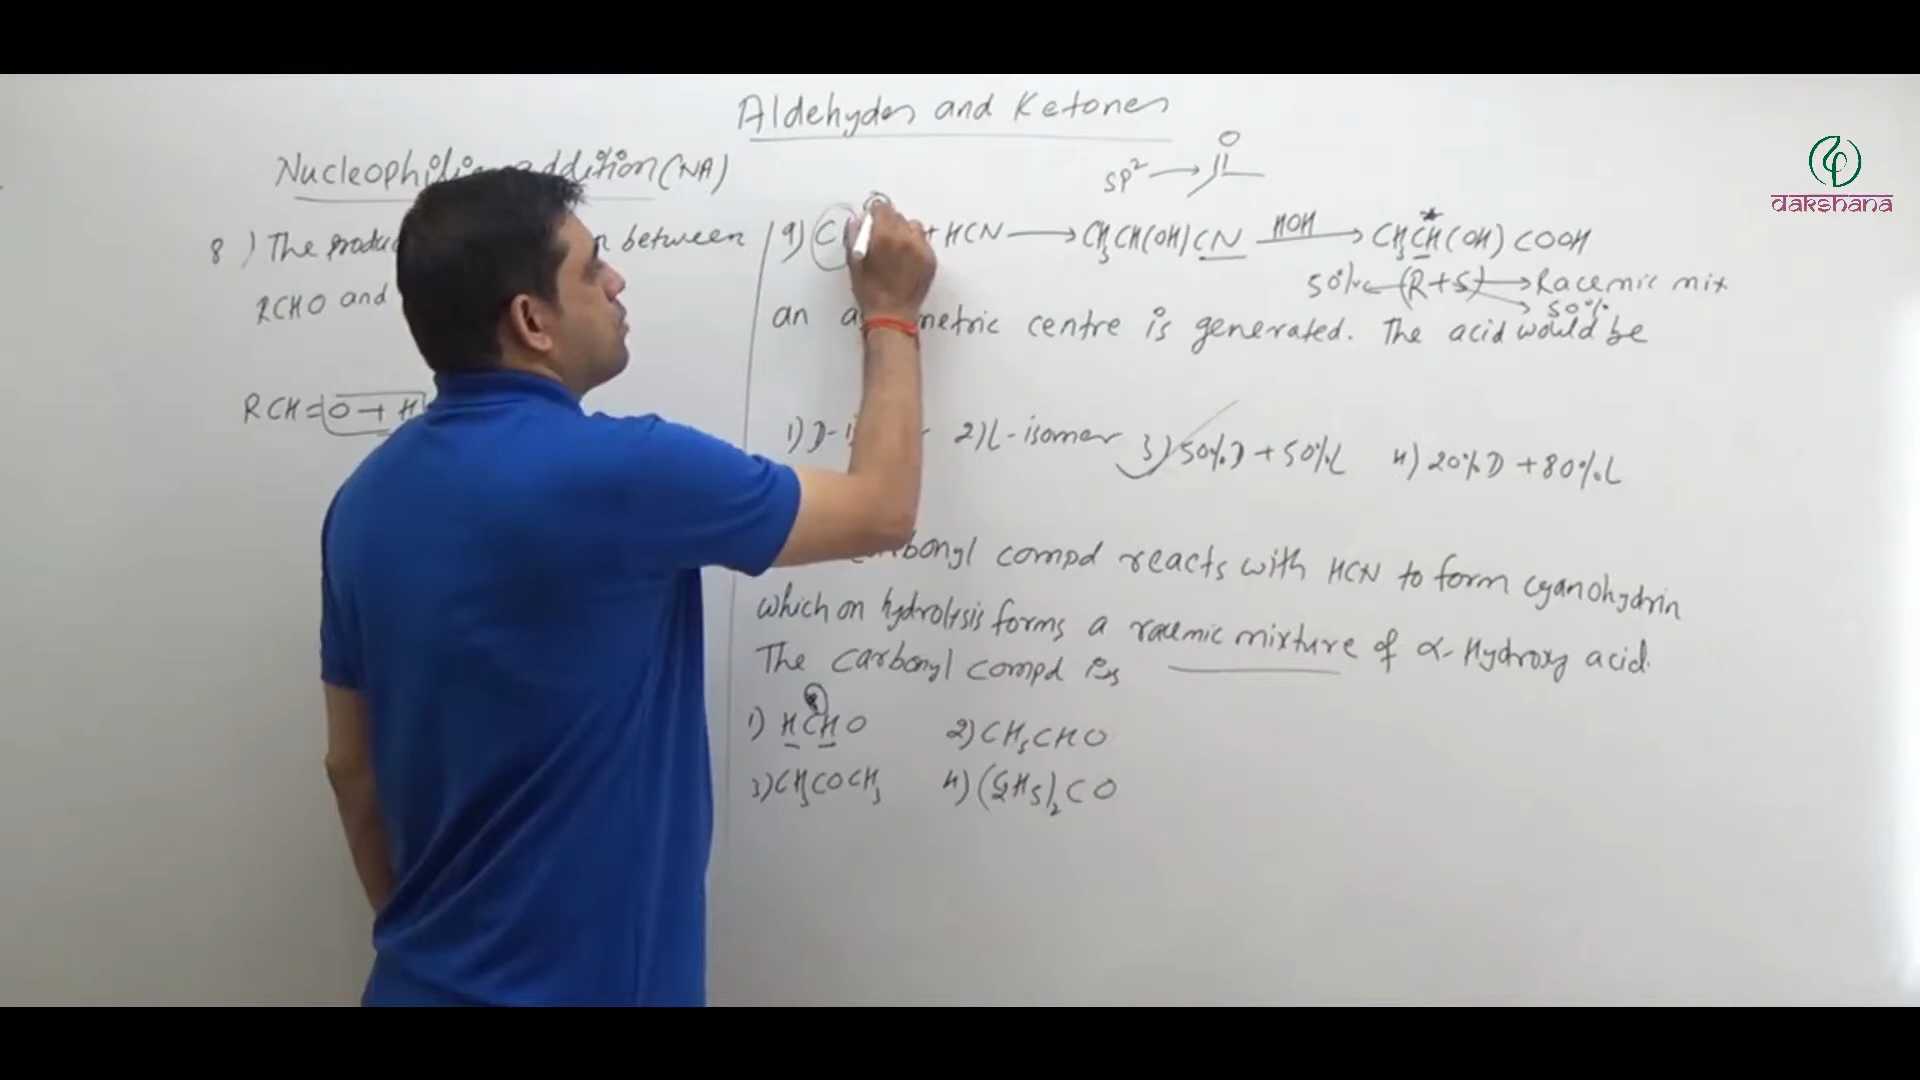 Aldehydes and Ketones
Nucleophilic addition (NA)
8) The between
RCHO and
RCH=O + H
SP² → O
9) + HCN → CH3CH(OH)CN HOH → CH3CH*(OH)COOH
50% ← (R+S) → Racemic mix
50%
an metric centre is generated. The acid would be
1) D- 2) L-isomer 3) 50%D + 50%L 4) 20%D + 80%L
compd reacts with HCN to form cyanohydrin
which on hydrolysis forms a racemic mixture of α-Hydroxy acid.
The carbonyl compd is
1) HCHO 2) CH3CHO
3) CH3COCH3 4) (C2H5)2CO
dakshana